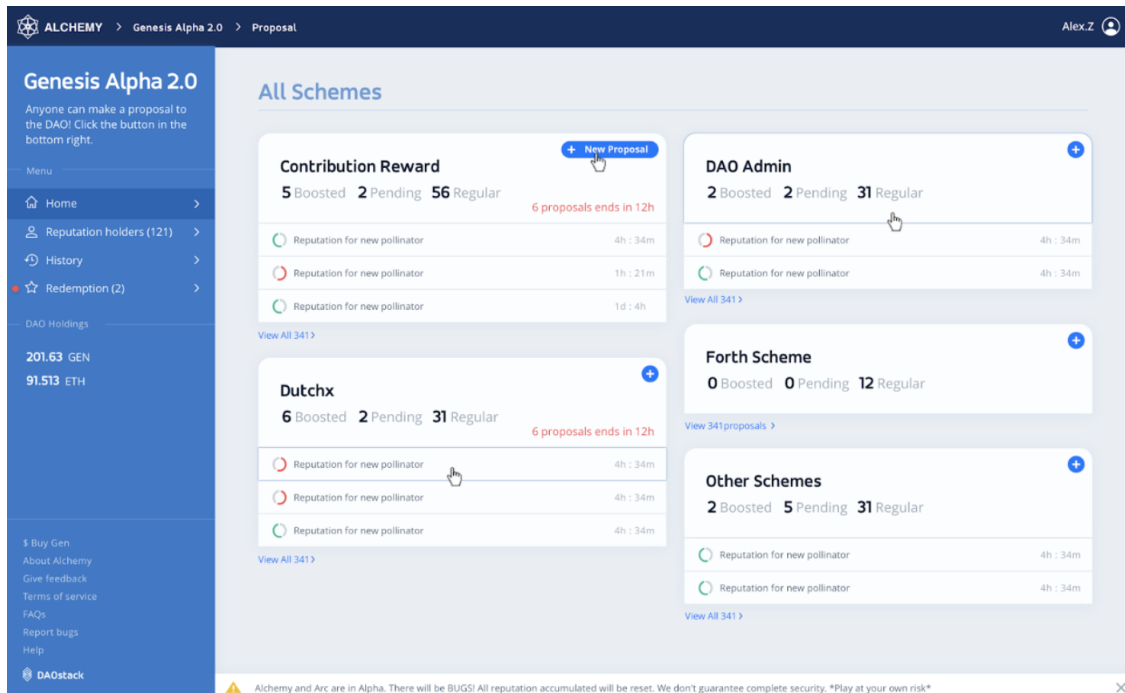 ALCHEMY > Genesis Alpha 2.0 > Proposal
Alex.Z
Genesis Alpha 2.0
Anyone can make a proposal to
the DAO! Click the button in the
bottom right.
Menu
Home >
Reputation holders (121) >
History >
Redemption (2) >
DAO Holdings
201.63 GEN
91.513 ETH
$ Buy Gen
About Alchemy
Give feedback
Terms of service
FAQs
Report bugs
Help
DAOstack
All Schemes
+ New Proposal
Contribution Reward
5 Boosted 2 Pending 56 Regular
6 proposals ends in 12h
Reputation for new pollinator 4h : 34m
Reputation for new pollinator 1h : 21m
Reputation for new pollinator 1d : 4h
View All 341 >
Dutchx
6 Boosted 2 Pending 31 Regular
6 proposals ends in 12h
Reputation for new pollinator 4h : 34m
Reputation for new pollinator 4h : 34m
Reputation for new pollinator 4h : 34m
View All 341 >
DAO Admin
2 Boosted 2 Pending 31 Regular
Reputation for new pollinator 4h : 34m
Reputation for new pollinator 4h : 34m
View All 341 >
Forth Scheme
0 Boosted 0 Pending 12 Regular
View 341proposals >
Other Schemes
2 Boosted 5 Pending 31 Regular
Reputation for new pollinator 4h : 34m
Reputation for new pollinator 4h : 34m
View All 341 >
Alchemy and Arc are in Alpha. There will be BUGS! All reputation accumulated will be reset. We don't guarantee complete security. *Play at your own risk*